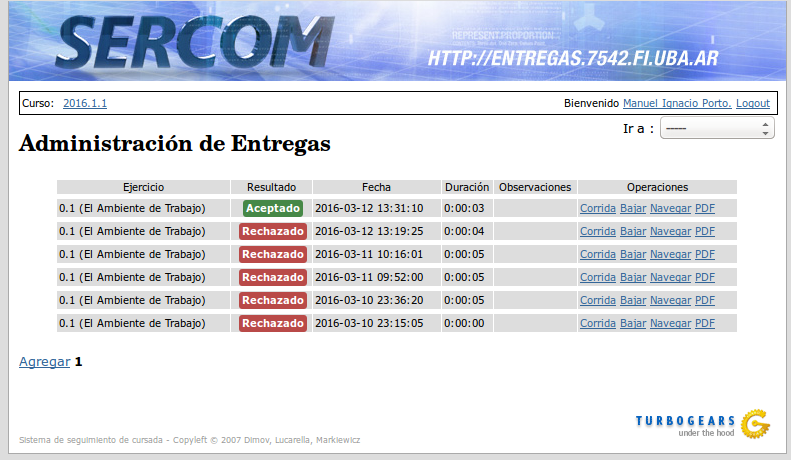 SERCOM
REPRESENT.PROPORTION
HTTP://ENTREGAS.7542.FI.UBA.AR
Curso: 2016.1.1 Bienvenido Manuel Ignacio Porto. Logout
Ir a : -----
Administración de Entregas
Ejercicio Resultado Fecha Duración Observaciones Operaciones
0.1 (El Ambiente de Trabajo) Aceptado 2016-03-12 13:31:10 0:00:03 Corrida Bajar Navegar PDF
0.1 (El Ambiente de Trabajo) Rechazado 2016-03-12 13:19:25 0:00:04 Corrida Bajar Navegar PDF
0.1 (El Ambiente de Trabajo) Rechazado 2016-03-11 10:16:01 0:00:05 Corrida Bajar Navegar PDF
0.1 (El Ambiente de Trabajo) Rechazado 2016-03-11 09:52:00 0:00:05 Corrida Bajar Navegar PDF
0.1 (El Ambiente de Trabajo) Rechazado 2016-03-10 23:36:20 0:00:05 Corrida Bajar Navegar PDF
0.1 (El Ambiente de Trabajo) Rechazado 2016-03-10 23:15:05 0:00:00 Corrida Bajar Navegar PDF
Agregar 1
TURBOGEARS
under the hood
Sistema de seguimiento de cursada - Copyleft © 2007 Dimov, Lucarella, Markiewicz